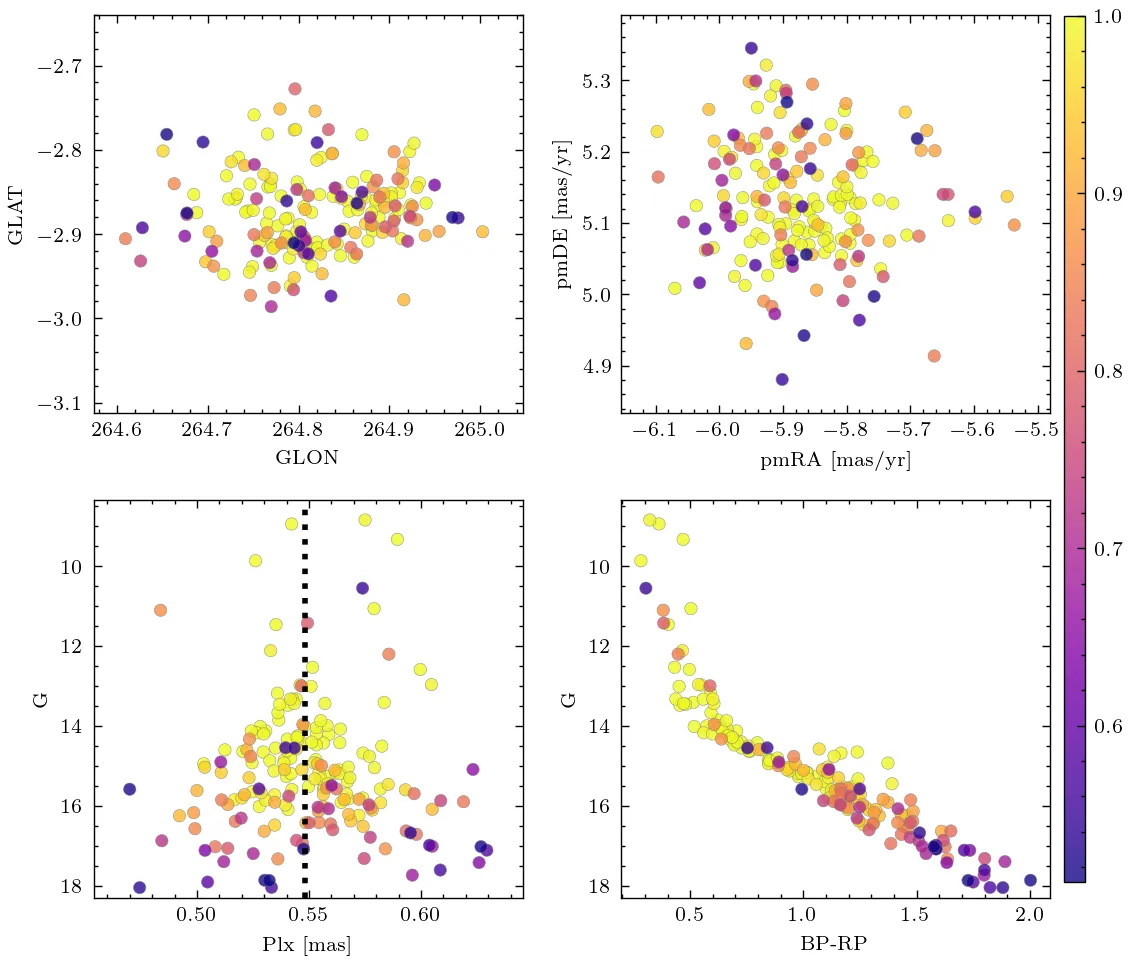 −2.7
−2.8
−2.9
−3.0
−3.1
GLAT
264.6 264.7 264.8 264.9 265.0
GLON
5.3
5.2
5.1
5.0
4.9
pmDE [mas/yr]
−6.1 −6.0 −5.9 −5.8 −5.7 −5.6 −5.5
pmRA [mas/yr]
1.0
0.9
0.8
0.7
0.6
10
12
14
16
18
G
0.50 0.55 0.60
Plx [mas]
10
12
14
16
18
G
0.5 1.0 1.5 2.0
BP-RP